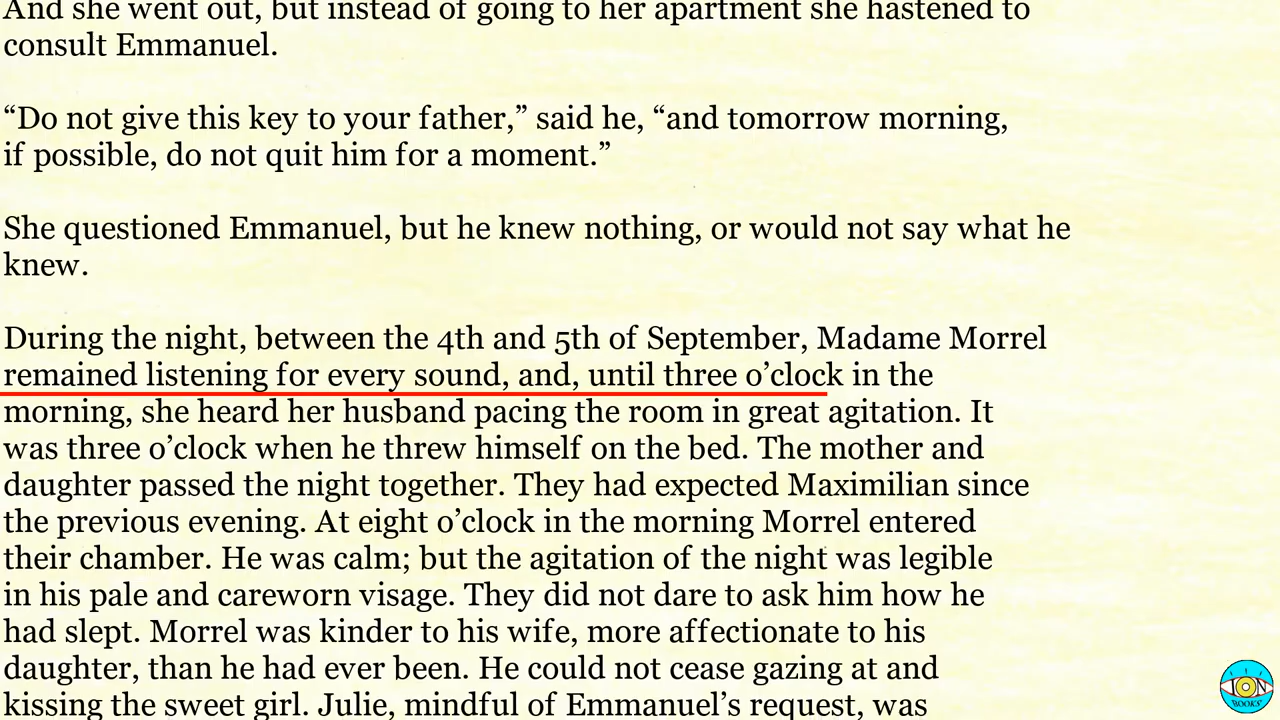 And she went out, but instead of going to her apartment she hastened to
consult Emmanuel.
“Do not give this key to your father,” said he, “and tomorrow morning,
if possible, do not quit him for a moment.”
She questioned Emmanuel, but he knew nothing, or would not say what he
knew.
During the night, between the 4th and 5th of September, Madame Morrel
remained listening for every sound, and, until three o’clock in the
morning, she heard her husband pacing the room in great agitation. It
was three o’clock when he threw himself on the bed. The mother and
daughter passed the night together. They had expected Maximilian since
the previous evening. At eight o’clock in the morning Morrel entered
their chamber. He was calm; but the agitation of the night was legible
in his pale and careworn visage. They did not dare to ask him how he
had slept. Morrel was kinder to his wife, more affectionate to his
daughter, than he had ever been. He could not cease gazing at and
kissing the sweet girl. Julie, mindful of Emmanuel’s request, was
ION
BOOKS